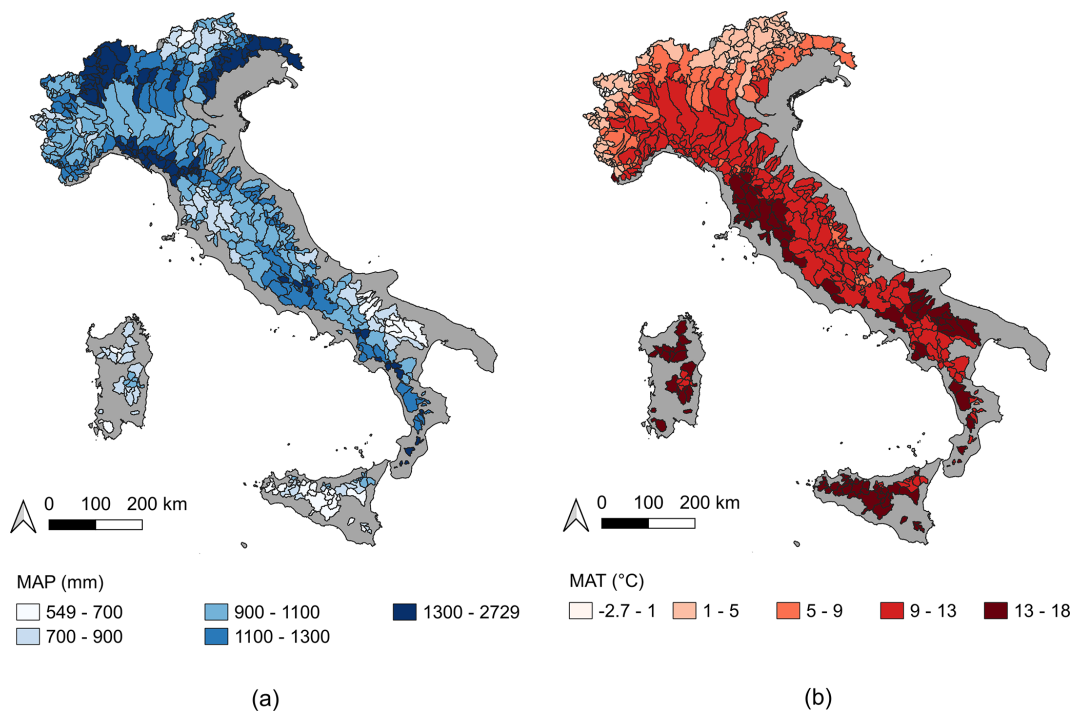 0 100 200 km
MAP (mm)
549 - 700
900 - 1100
1300 - 2729
700 - 900
1100 - 1300
(a)
0 100 200 km
MAT (°C)
-2.7 - 1
1 - 5
5 - 9
9 - 13
13 - 18
(b)